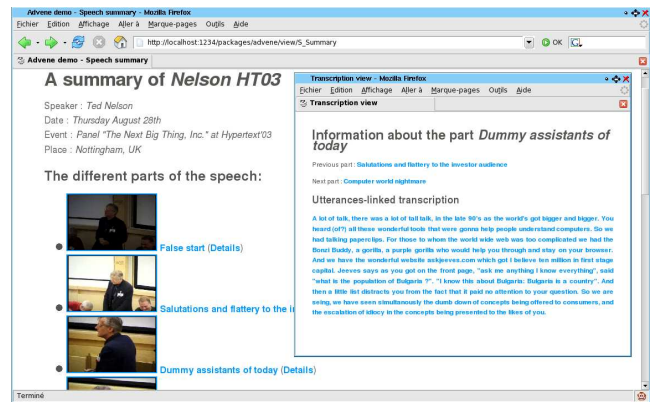 Advene demo - Speech summary - Mozilla Firefox
Fichier Edition Affichage Aller à Marque-pages Outils Aide
http://localhost:1234/packages/advene/view/S_Summary
OK
Advene demo - Speech summary
A summary of Nelson HT03
Speaker : Ted Nelson
Date : Thursday August 28th
Event : Panel "The Next Big Thing, Inc." at Hypertext'03
Place : Nottingham, UK
The different parts of the speech:
False start (Details)
Salutations and flattery to the in
Dummy assistants of today (Details)
Terminé
Transcription view - Mozilla Firefox
Fichier Edition Affichage Aller à Marque-pages Outils Aide
Transcription view
Information about the part Dummy assistants of
today
Previous part : Salutations and flattery to the investor audience
Next part : Computer world nightmare
Utterances-linked transcription
A lot of talk, there was a lot of tall talk, in the late 90's as the world's got bigger and bigger. You
heard (of?) all these wonderful tools that were gonna help people understand computers. So we
had talking paperclips. For those to whom the world wide web was too complicated we had the
Bonzi Buddy, a gorilla, a purple gorilla who would help you through and stay on your browser.
And we have the wonderful website askjeeves.com which got I believe ten million in first stage
capital. Jeeves says as you got on the front page, "ask me anything I know everything", said
"what is the population of Bulgaria ?". "I know this about Bulgaria: Bulgaria is a country". And
then a little list distracts you from the fact that it paid no attention to your question. So we are
seing, we have seen simultanously the dumb down of concepts being offered to consumers, and
the escalation of idiocy in the concepts being presented to the likes of you.